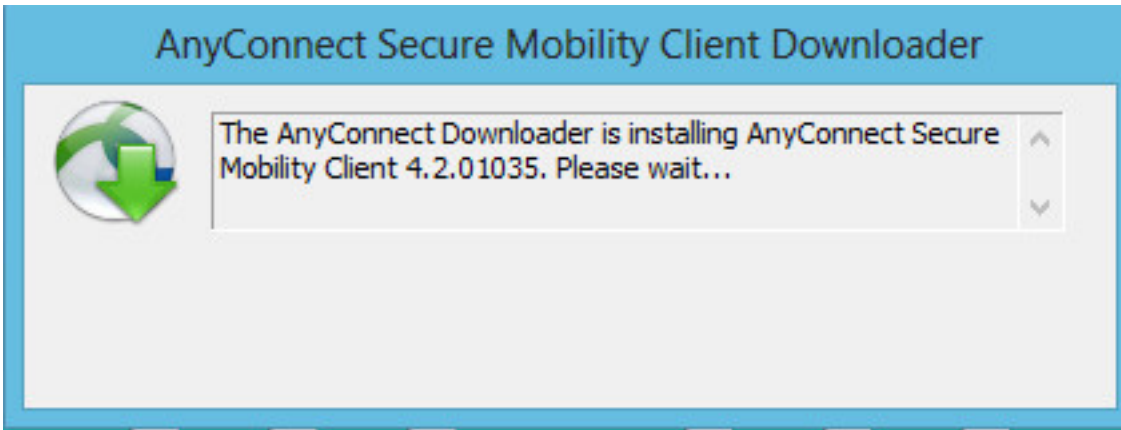 AnyConnect Secure Mobility Client Downloader
The AnyConnect Downloader is installing AnyConnect Secure
Mobility Client 4.2.01035. Please wait...